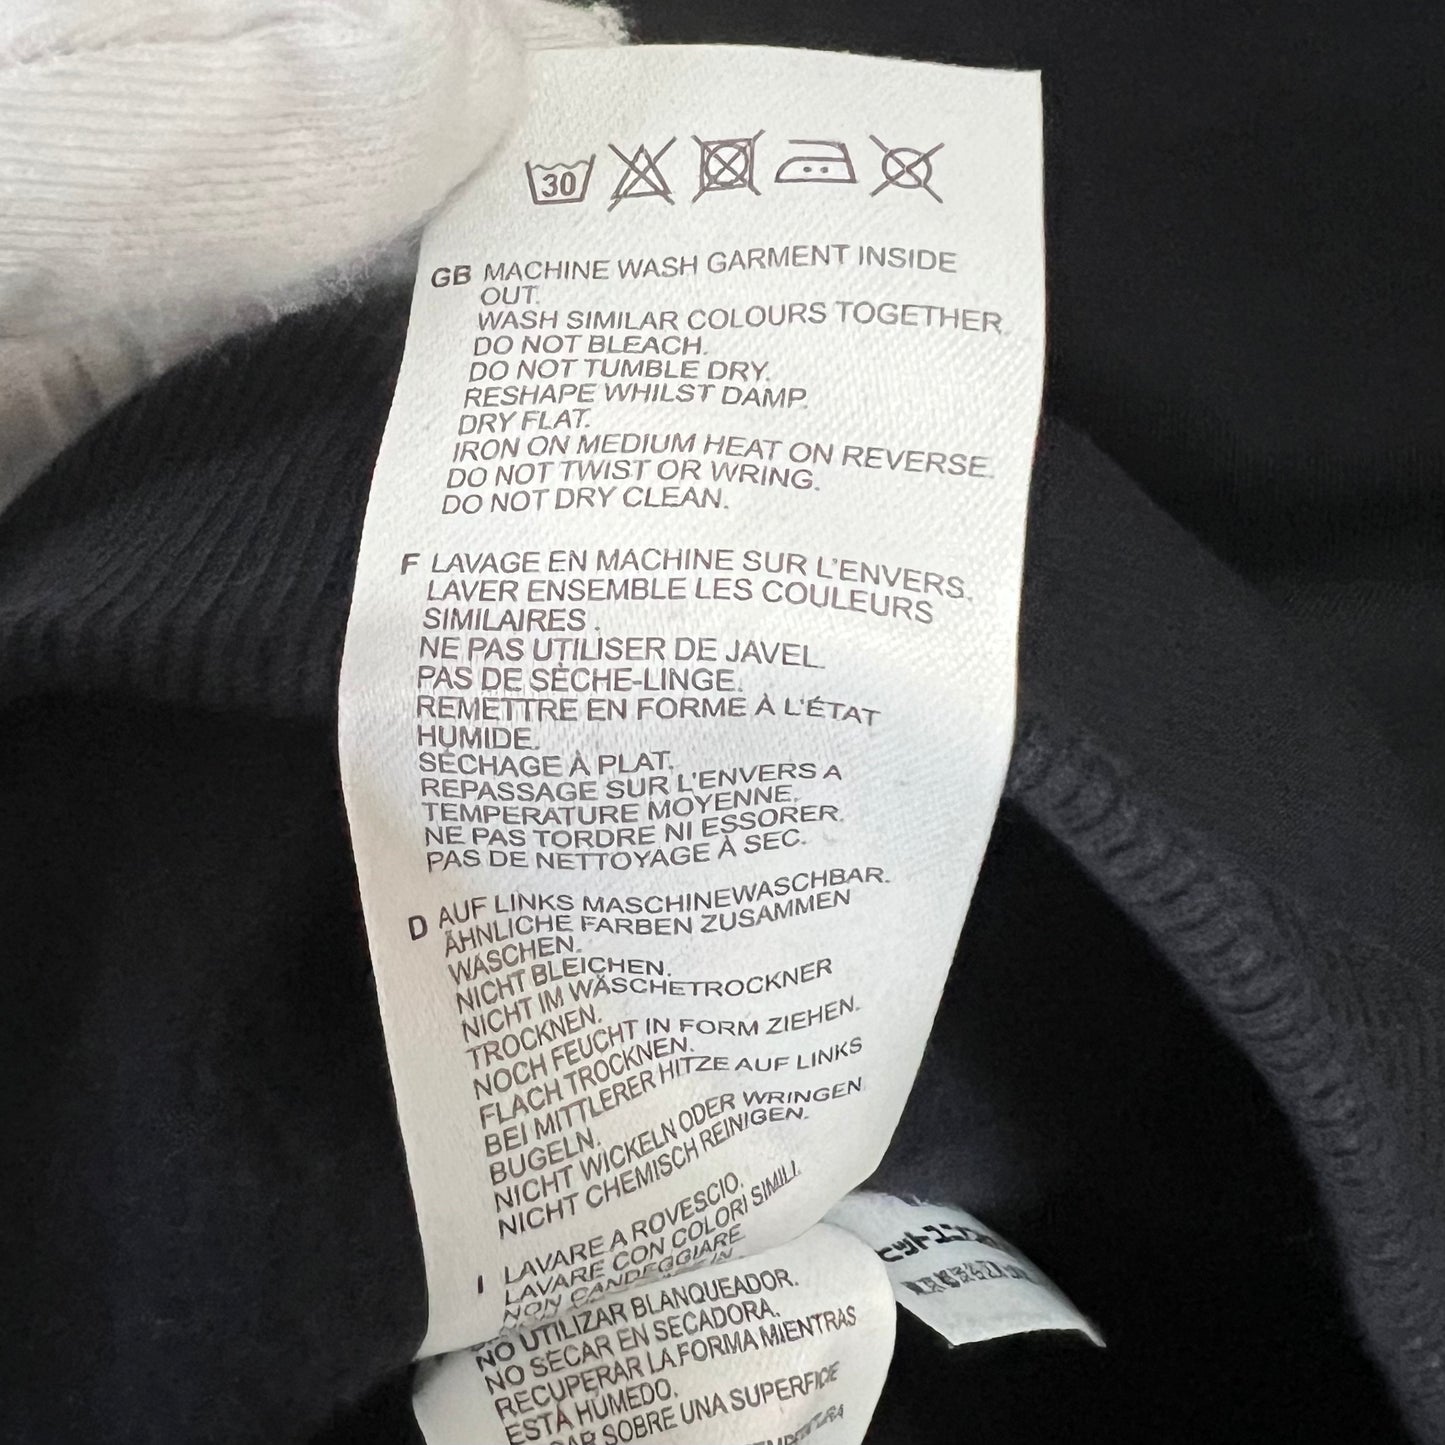 30
GB MACHINE WASH GARMENT INSIDE
OUT.
WASH SIMILAR COLOURS TOGETHER.
DO NOT BLEACH.
DO NOT TUMBLE DRY.
RESHAPE WHILST DAMP.
DRY FLAT.
IRON ON MEDIUM HEAT ON REVERSE.
DO NOT TWIST OR WRING.
DO NOT DRY CLEAN.
F LAVAGE EN MACHINE SUR L'ENVERS.
LAVER ENSEMBLE LES COULEURS
SIMILAIRES .
NE PAS UTILISER DE JAVEL.
PAS DE SÈCHE-LINGE.
REMETTRE EN FORME À L'ÉTAT
HUMIDE.
SÉCHAGE À PLAT.
REPASSAGE SUR L'ENVERS A
TEMPERATURE MOYENNE.
NE PAS TORDRE NI ESSORER.
PAS DE NETTOYAGE À SEC.
D AUF LINKS MASCHINEWASCHBAR.
ÄHNLICHE FARBEN ZUSAMMEN
WASCHEN.
NICHT BLEICHEN.
NICHT IM WÄSCHETROCKNER
TROCKNEN.
NOCH FEUCHT IN FORM ZIEHEN.
FLACH TROCKNEN.
BEI MITTLERER HITZE AUF LINKS
BUGELN.
NICHT WICKELN ODER WRINGEN.
NICHT CHEMISCH REINIGEN.
I LAVARE A ROVESCIO.
LAVARE CON COLORI SIMILI.
NON CANDEGGIARE
NO UTILIZAR BLANQUEADOR.
NO SECAR EN SECADORA.
RECUPERAR LA FORMA MIENTRAS
ESTÁ HÚMEDO.
SOBRE UNA SUPERFICIE